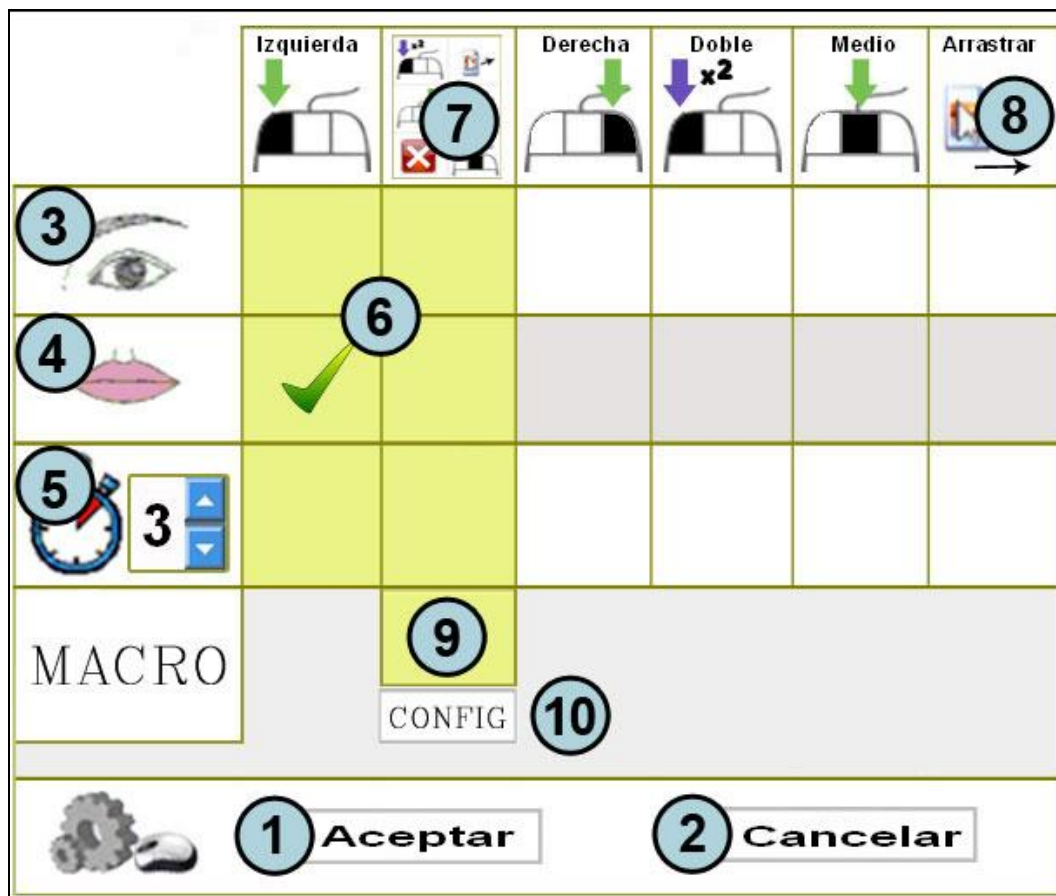 Izquierda Derecha Doble Medio Arrastrar
x2 x2
7 8
3
6
4
5 3
9
MACRO
CONFIG 10
1 Aceptar 2 Cancelar